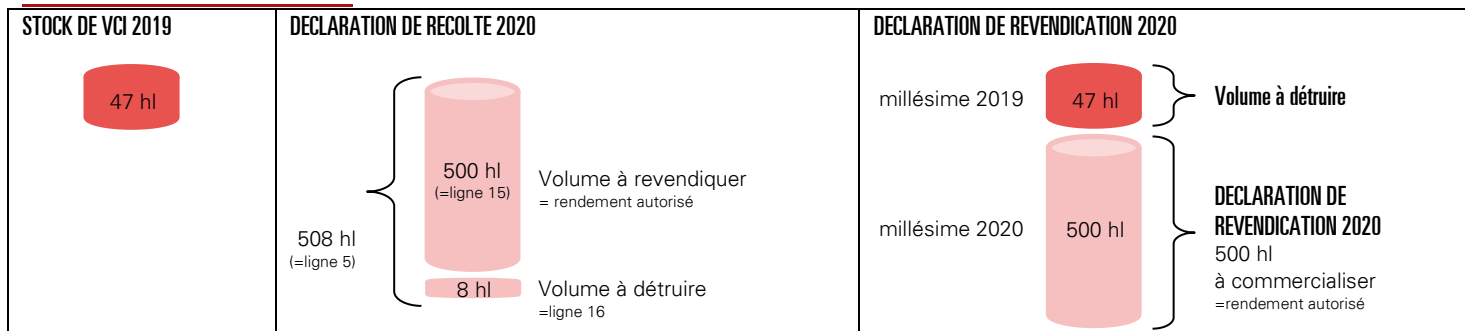 STOCK DE VCI 2019
47 hl
DECLARATION DE RECOLTE 2020
500 hl
(=ligne 15)
Volume à revendiquer
= rendement autorisé
508 hl
(=ligne 5)
8 hl
Volume à détruire
=ligne 16
DECLARATION DE REVENDICATION 2020
millésime 2019
47 hl
Volume à détruire
millésime 2020
500 hl
DECLARATION DE
REVENDICATION 2020
500 hl
à commercialiser
=rendement autorisé